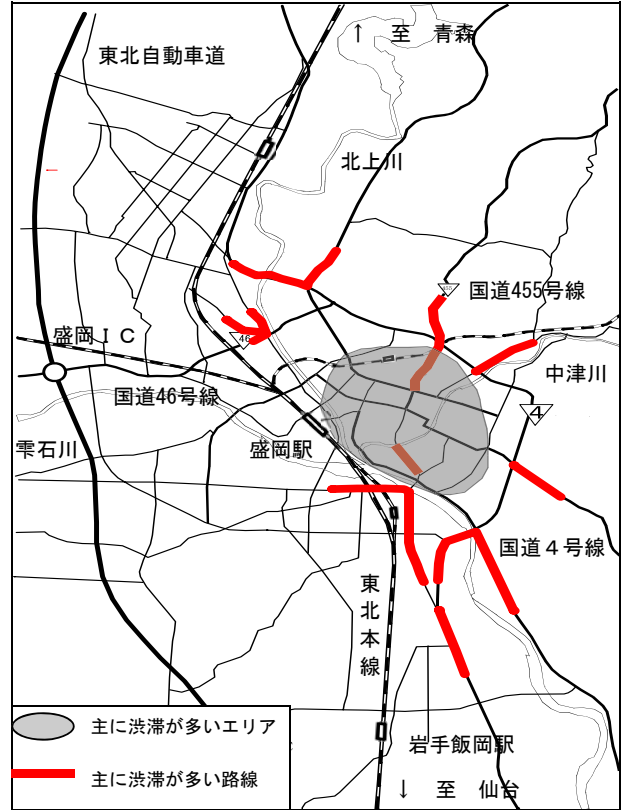 ↑ 至 青森
東北自動車道
北上川
455
国道455号線
盛岡IC
46
中津川
国道46号線
4
雫石川
盛岡駅
国道4号線
東北本線
主に渋滞が多いエリア
岩手飯岡駅
主に渋滞が多い路線
↓ 至 仙台